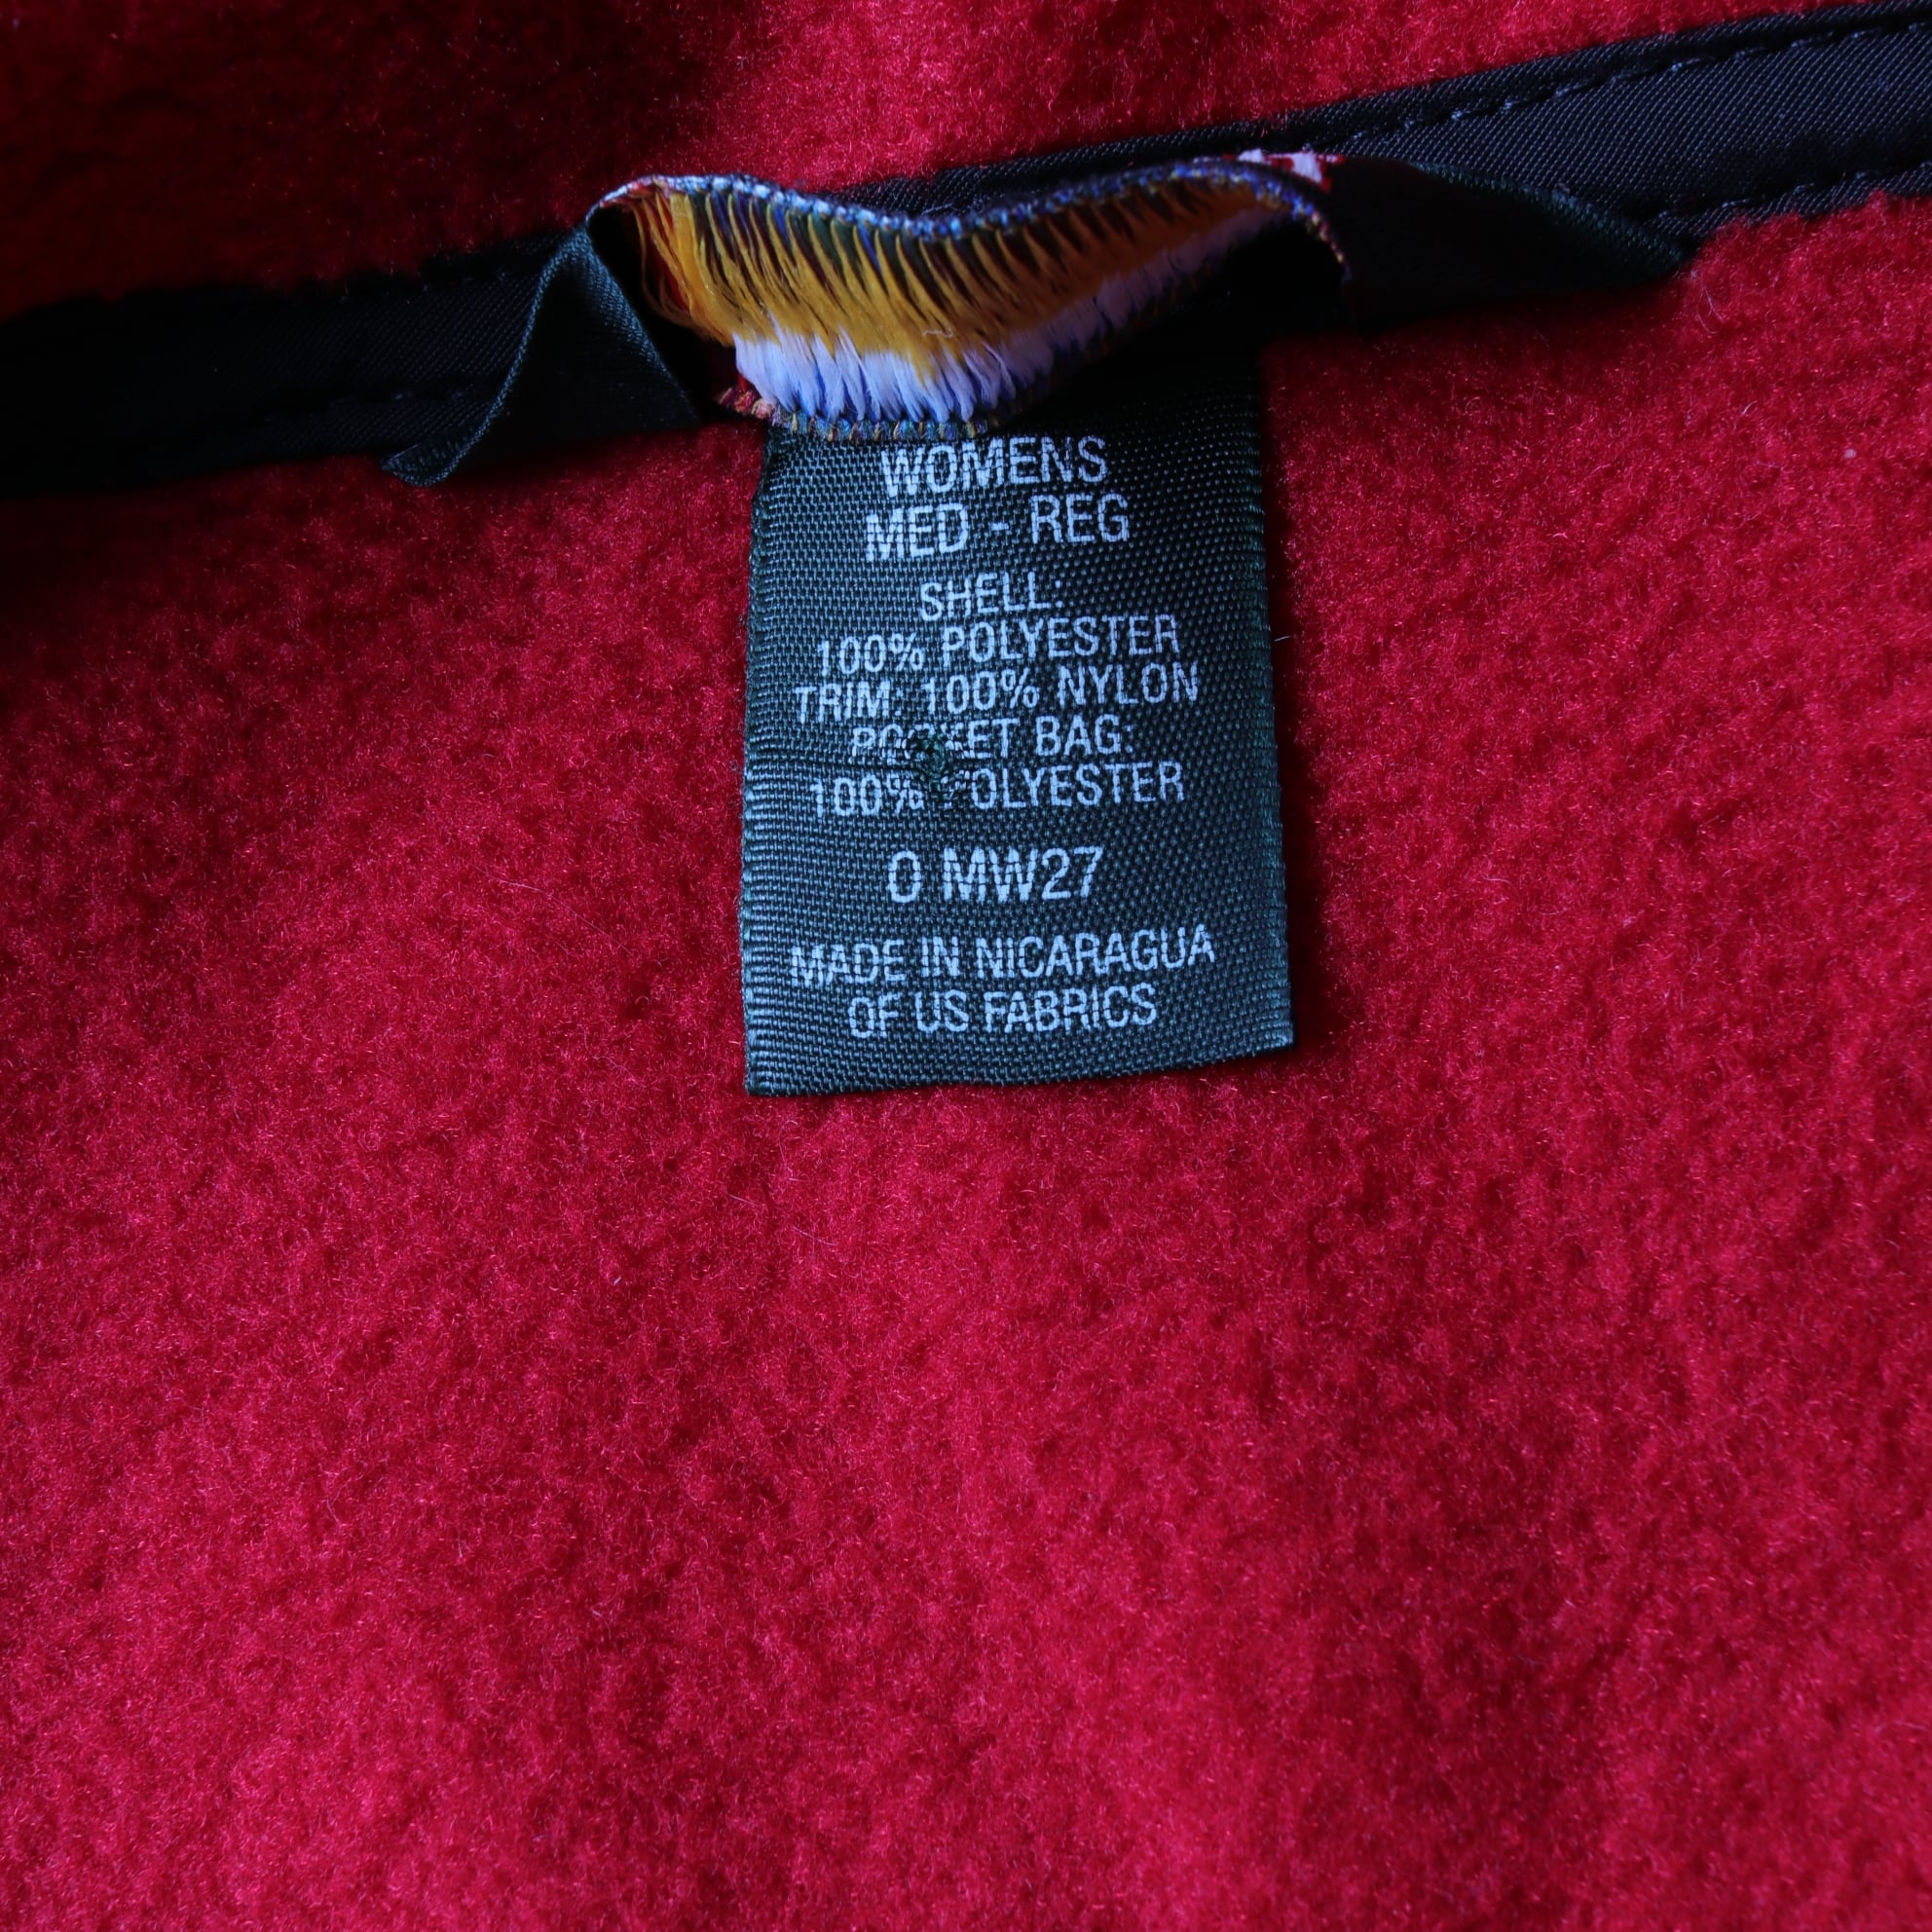 WOMENS
MED - REG
SHELL:
100% POLYESTER
TRIM: 100% NYLON
POCKET BAG:
100% POLYESTER
0 MW27
MADE IN NICARAGUA
OF US FABRICS